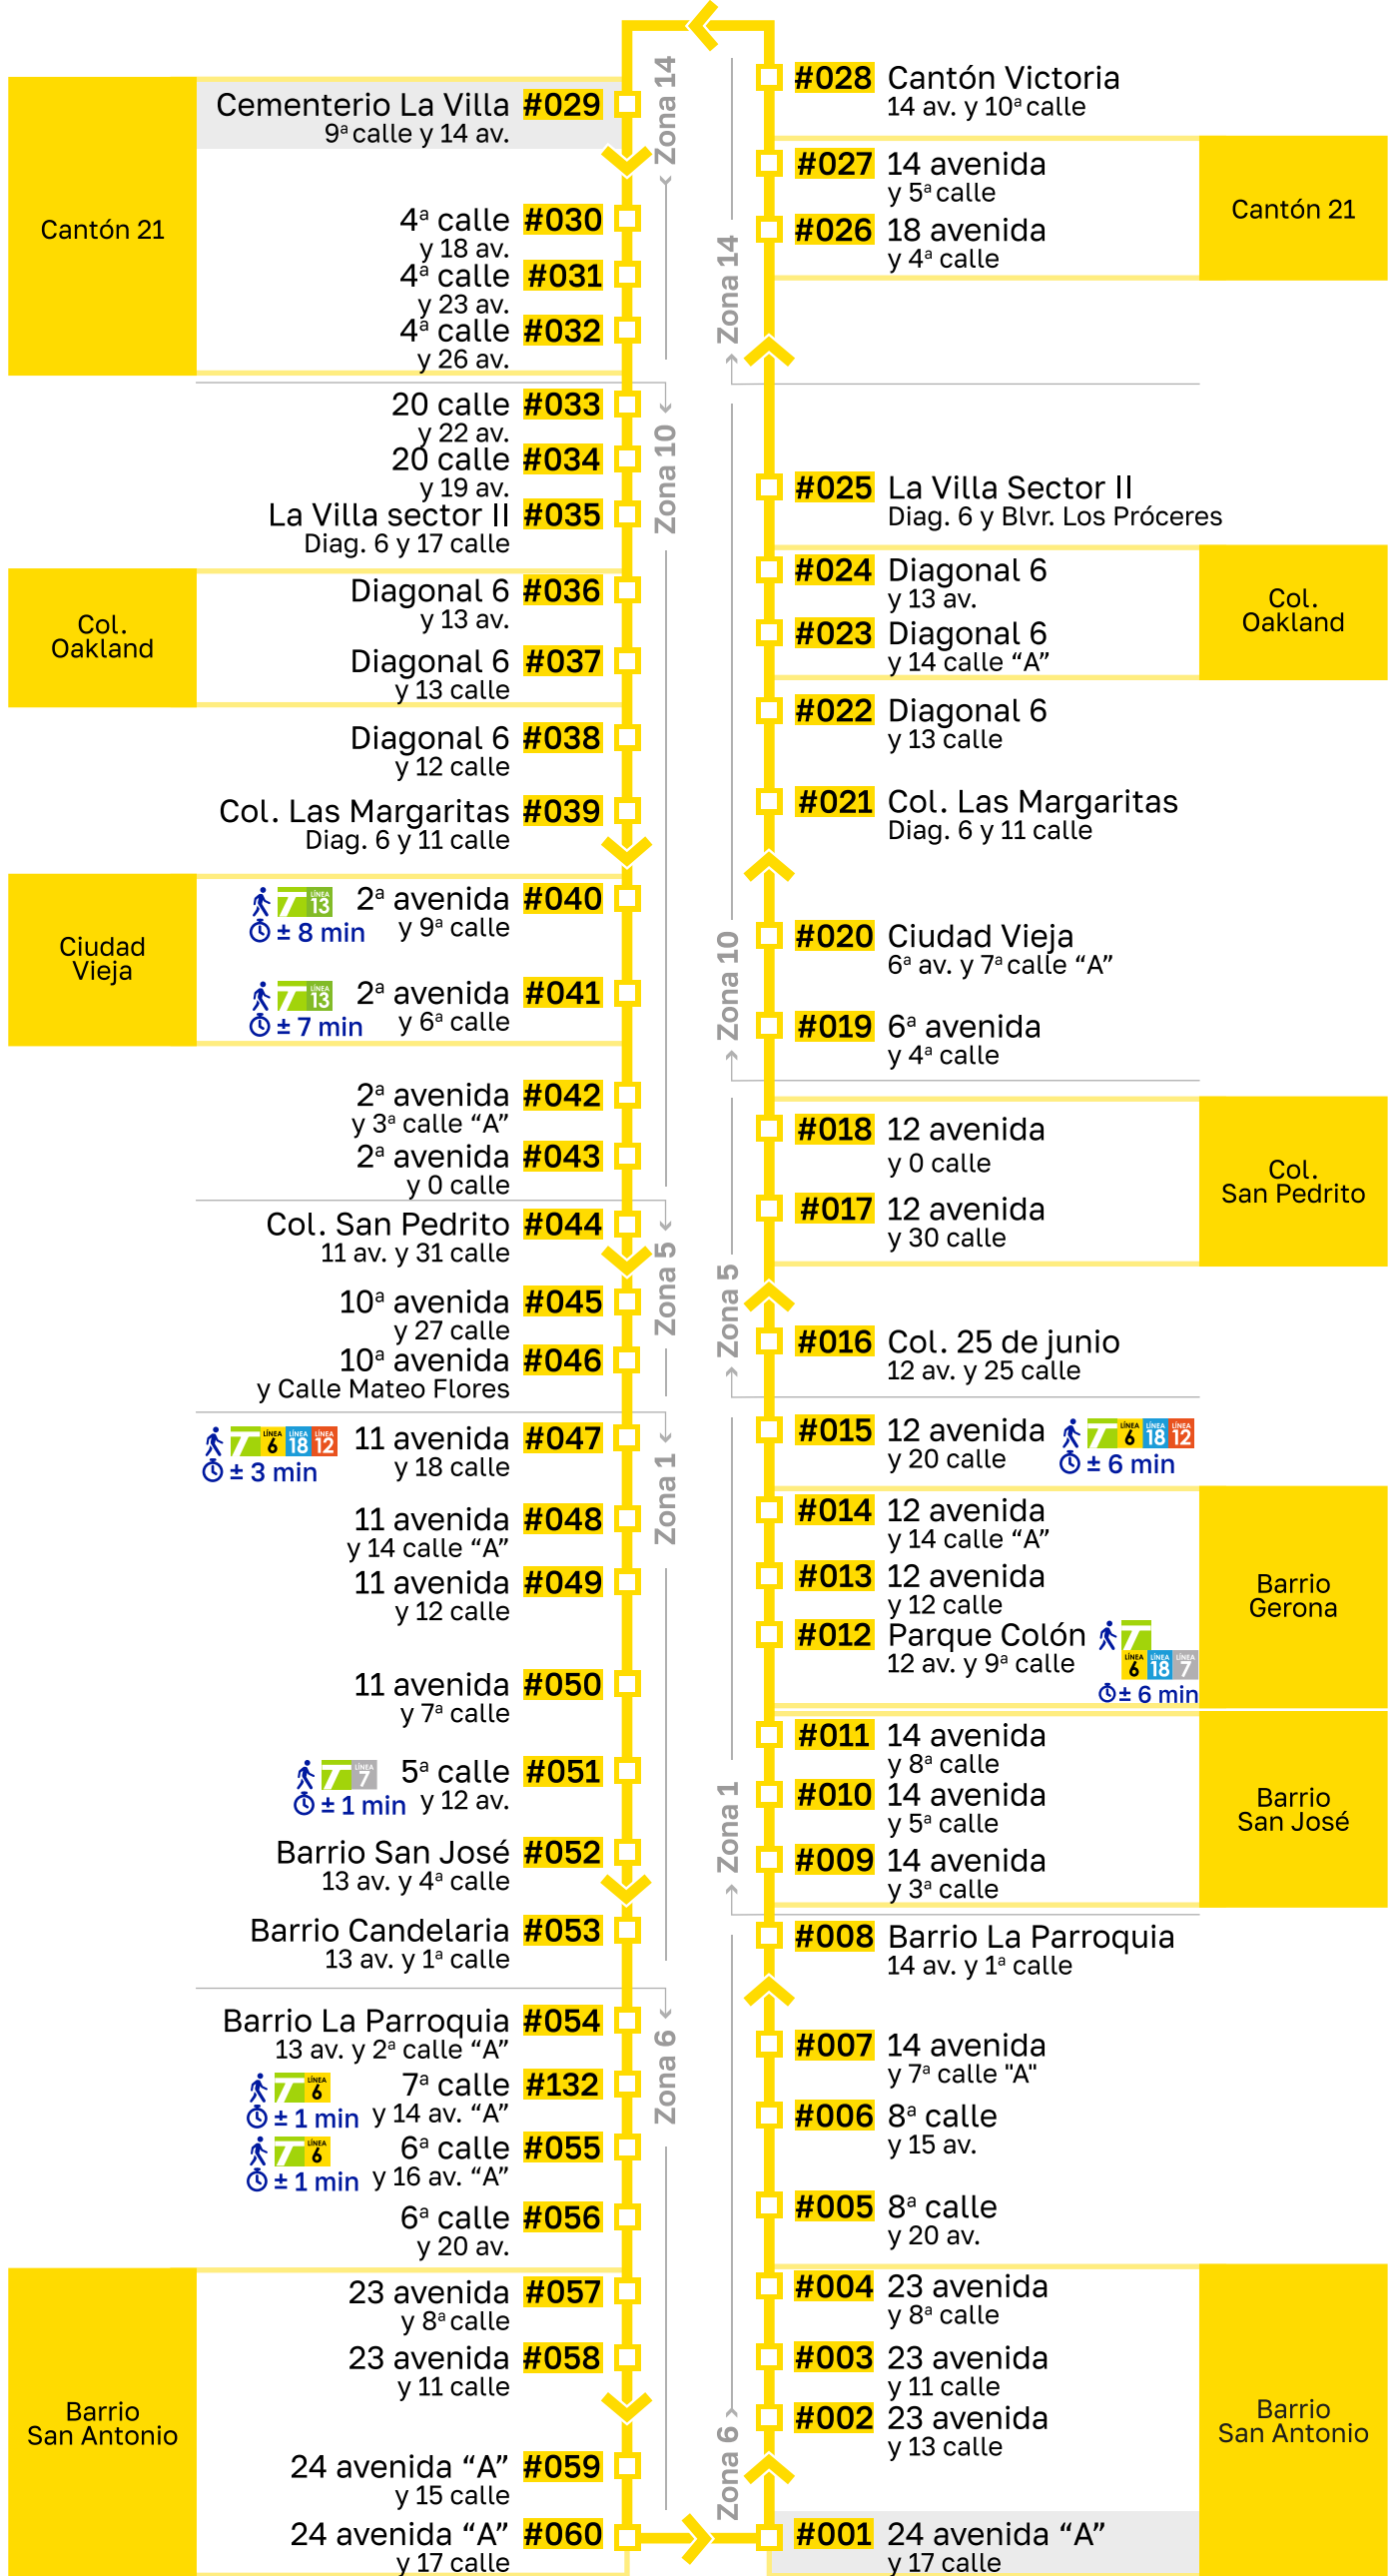 Cantón 21
Cementerio La Villa #029
9ª calle y 14 av.
4ª calle #030
y 18 av.
4ª calle #031
y 23 av.
4ª calle #032
y 26 av.
20 calle #033
y 22 av.
20 calle #034
y 19 av.
La Villa sector II #035
Diag. 6 y 17 calle
Col.
Oakland
Diagonal 6 #036
y 13 av.
Diagonal 6 #037
y 13 calle
Diagonal 6 #038
y 12 calle
Col. Las Margaritas #039
Diag. 6 y 11 calle
Ciudad
Vieja
T LÍNEA 13 2ª avenida #040
± 8 min y 9ª calle
T LÍNEA 13 2ª avenida #041
± 7 min y 6ª calle
2ª avenida #042
y 3ª calle “A”
2ª avenida #043
y 0 calle
Col. San Pedrito #044
11 av. y 31 calle
10ª avenida #045
y 27 calle
10ª avenida #046
y Calle Mateo Flores
T LÍNEA 6 LÍNEA 18 LÍNEA 12 11 avenida #047
± 3 min y 18 calle
11 avenida #048
y 14 calle “A”
11 avenida #049
y 12 calle
11 avenida #050
y 7ª calle
T LÍNEA 7 5ª calle #051
± 1 min y 12 av.
Barrio San José #052
13 av. y 4ª calle
Barrio Candelaria #053
13 av. y 1ª calle
Barrio La Parroquia #054
13 av. y 2ª calle “A”
T LÍNEA 6 7ª calle #132
± 1 min y 14 av. “A”
T LÍNEA 6 6ª calle #055
± 1 min y 16 av. “A”
6ª calle #056
y 20 av.
Barrio
San Antonio
23 avenida #057
y 8ª calle
23 avenida #058
y 11 calle
24 avenida “A” #059
y 15 calle
24 avenida “A” #060
y 17 calle
Zona 14
Zona 10
Zona 5
Zona 1
Zona 6
Zona 14
Zona 10
Zona 5
Zona 1
Zona 6
#028 Cantón Victoria
14 av. y 10ª calle
Cantón 21
#027 14 avenida
y 5ª calle
#026 18 avenida
y 4ª calle
#025 La Villa Sector II
Diag. 6 y Blvr. Los Próceres
Col.
Oakland
#024 Diagonal 6
y 13 av.
#023 Diagonal 6
y 14 calle “A”
#022 Diagonal 6
y 13 calle
#021 Col. Las Margaritas
Diag. 6 y 11 calle
#020 Ciudad Vieja
6ª av. y 7ª calle “A”
#019 6ª avenida
y 4ª calle
Col.
San Pedrito
#018 12 avenida
y 0 calle
#017 12 avenida
y 30 calle
#016 Col. 25 de junio
12 av. y 25 calle
#015 12 avenida T LÍNEA 6 LÍNEA 18 LÍNEA 12
y 20 calle ± 6 min
Barrio
Gerona
#014 12 avenida
y 14 calle “A”
#013 12 avenida
y 12 calle
#012 Parque Colón T
12 av. y 9ª calle LÍNEA 6 LÍNEA 18 LÍNEA 7
± 6 min
Barrio
San José
#011 14 avenida
y 8ª calle
#010 14 avenida
y 5ª calle
#009 14 avenida
y 3ª calle
#008 Barrio La Parroquia
14 av. y 1ª calle
#007 14 avenida
y 7ª calle "A"
#006 8ª calle
y 15 av.
#005 8ª calle
y 20 av.
Barrio
San Antonio
#004 23 avenida
y 8ª calle
#003 23 avenida
y 11 calle
#002 23 avenida
y 13 calle
#001 24 avenida “A”
y 17 calle